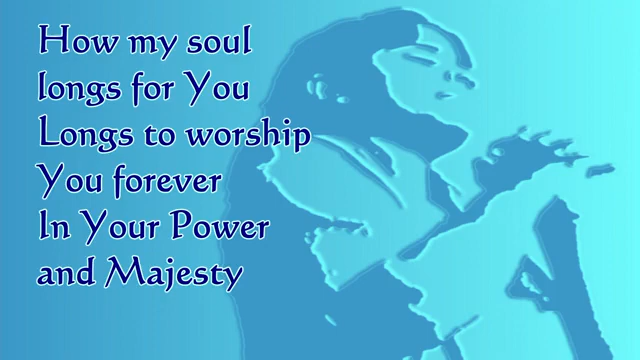 How my soul
longs for You
Longs to worship
You forever
In Your Power
and Majesty